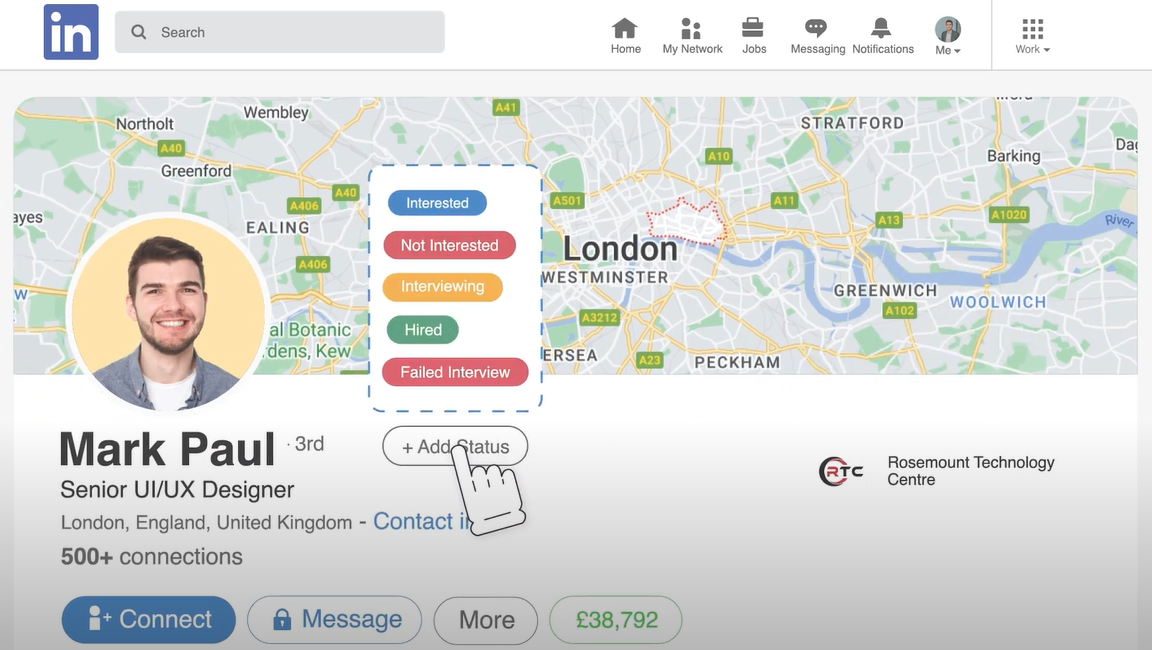 in
Search
Home
My Network
Jobs
Messaging
Notifications
Me
Work
A41
Wembley
Northolt
STRATFORD
A40
A10
Barking
Greenford
A40
A501
A11
A406
ayes
A13
A1020
River
EALING
London
A406
WESTMINSTER
GREENWICH
WOOLWICH
W
A102
A3212
al Botanic
rdens, Kew
ERSEA
A23
PECKHAM
Interested
Not Interested
Interviewing
Hired
Failed Interview
Mark Paul · 3rd
+ Add Status
Senior UI/UX Designer
RTC
Rosemount Technology
Centre
London, England, United Kingdom - Contact in
500+ connections
Connect
Message
More
£38,792